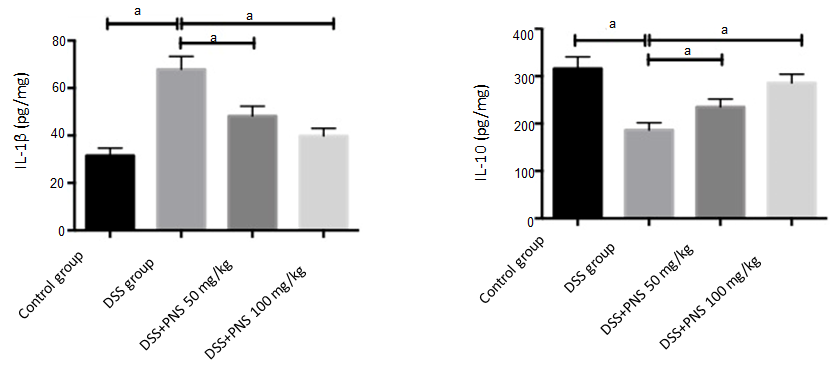 a
a
a
80
60
40
20
0
IL-1β (pg/mg)
Control group
DSS group
DSS+PNS 50 mg/kg
DSS+PNS 100 mg/kg
a
a
a
400
300
200
100
0
IL-10 (pg/mg)
Control group
DSS group
DSS+PNS 50 mg/kg
DSS+PNS 100 mg/kg